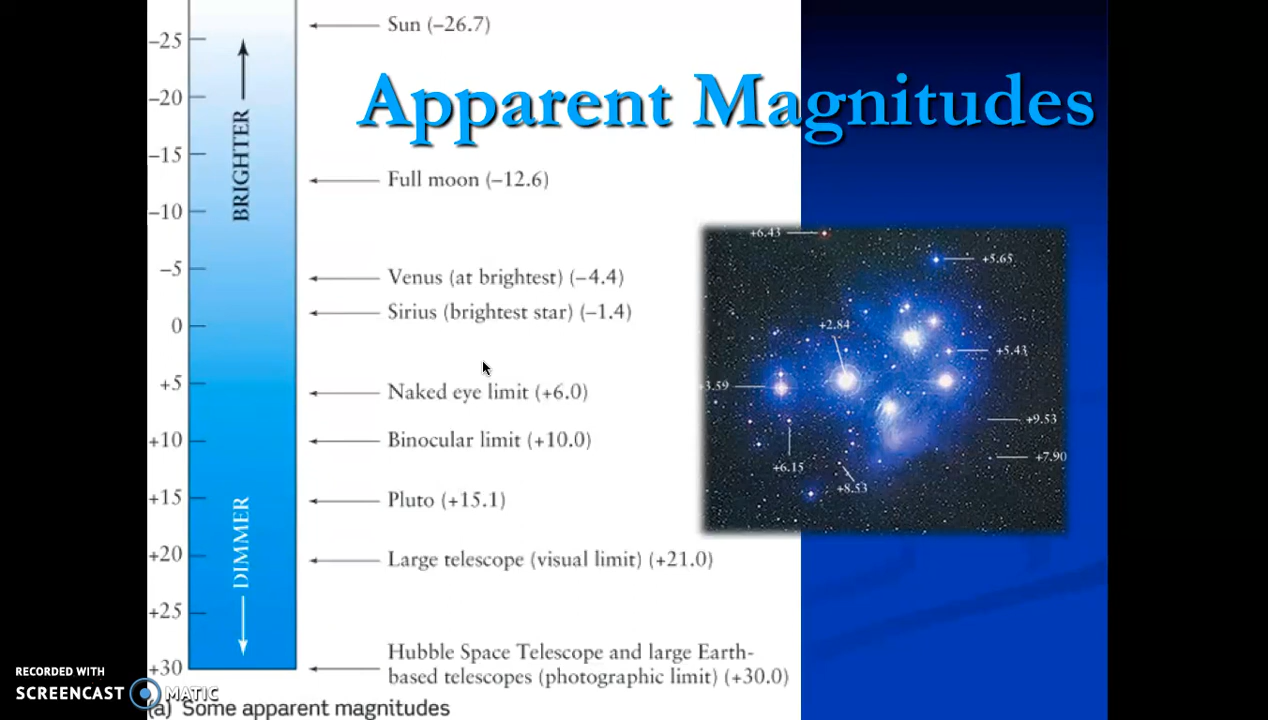 Sun (–26.7)
–25
Apparent Magnitudes
–20
BRIGHTER
–15
Full moon (–12.6)
–10
+6.43
+5.65
–5
Venus (at brightest) (–4.4)
Sirius (brightest star) (–1.4)
0
+2.84
+5.43
+5
3.59
Naked eye limit (+6.0)
+9.53
+10
Binocular limit (+10.0)
+7.90
+6.15
+8.53
+15
Pluto (+15.1)
DIMMER
+20
Large telescope (visual limit) (+21.0)
+25
Hubble Space Telescope and large Earth-
based telescopes (photographic limit) (+30.0)
+30
RECORDED WITH
SCREENCAST MATIC
(a) Some apparent magnitudes